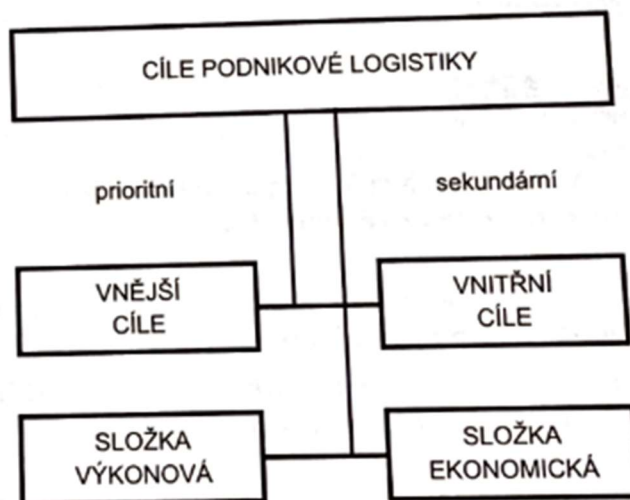 CÍLE PODNIKOVÉ LOGISTIKY
prioritní
sekundární
VNĚJŠÍ
CÍLE
VNITŘNÍ
CÍLE
SLOŽKA
VÝKONOVÁ
SLOŽKA
EKONOMICKÁ